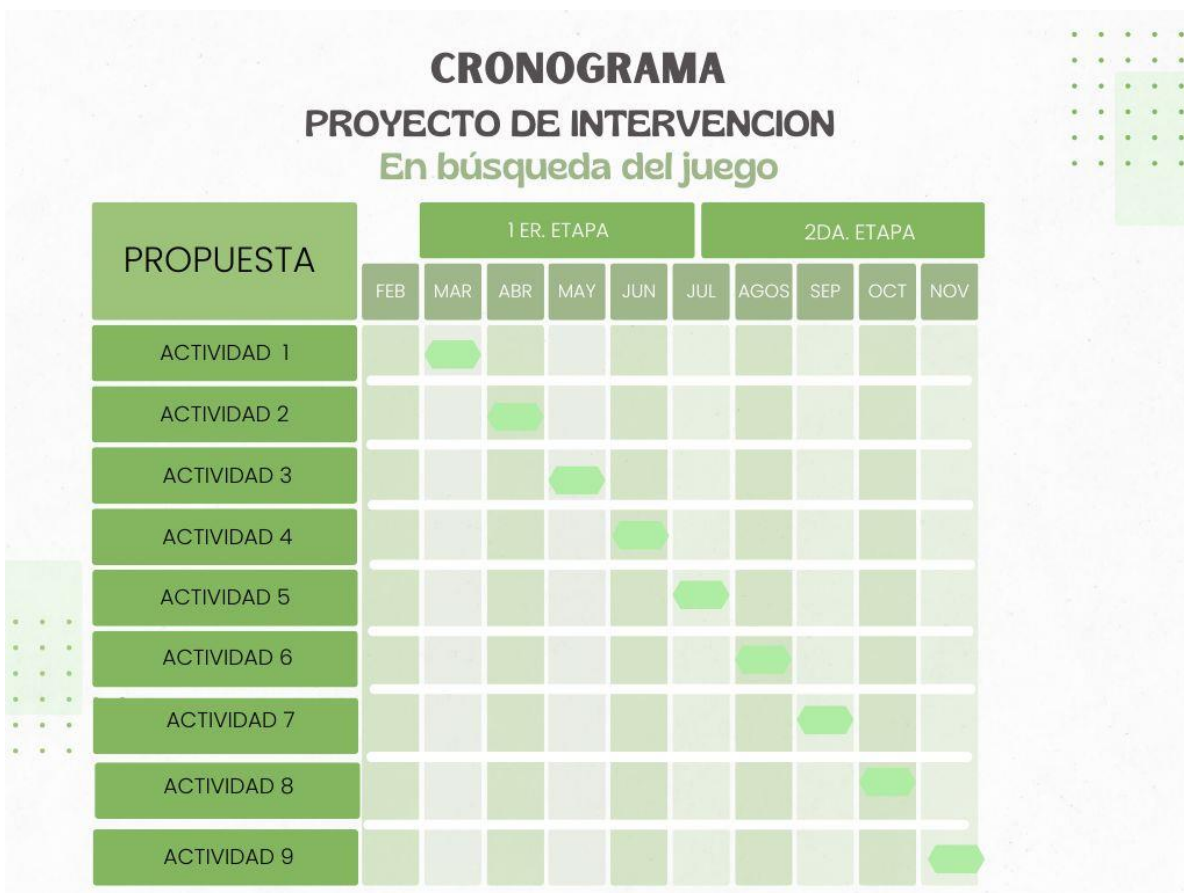 CRONOGRAMA
PROYECTO DE INTERVENCION
En búsqueda del juego
PROPUESTA
1 ER. ETAPA
2DA. ETAPA
FEB MAR ABR MAY JUN JUL AGOS SEP OCT NOV
ACTIVIDAD 1
ACTIVIDAD 2
ACTIVIDAD 3
ACTIVIDAD 4
ACTIVIDAD 5
ACTIVIDAD 6
ACTIVIDAD 7
ACTIVIDAD 8
ACTIVIDAD 9